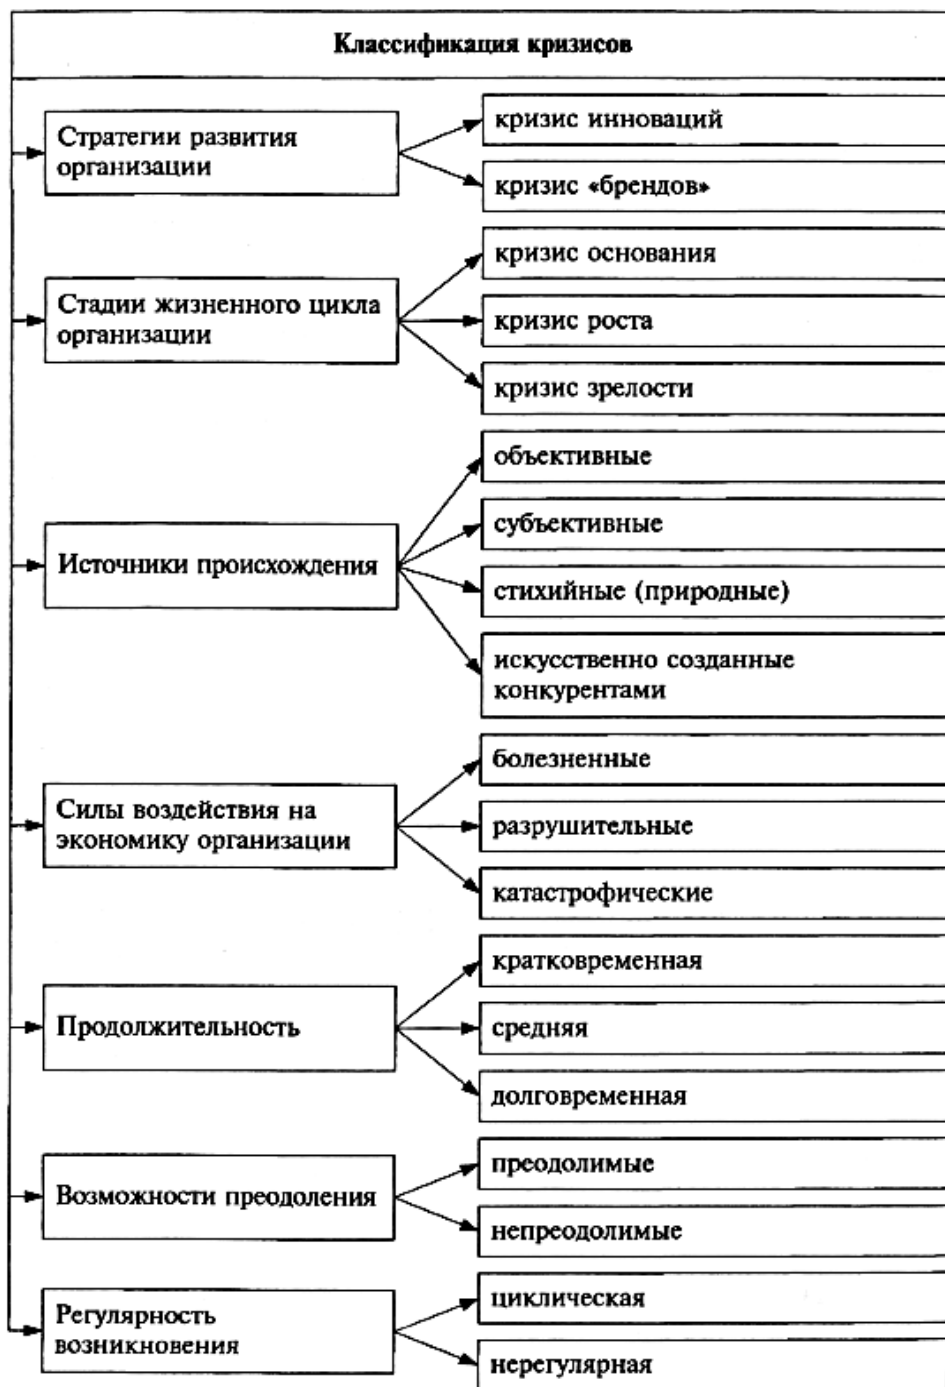 Классификация кризисов
Стратегии развития
организации
кризис инноваций
кризис «брендов»
Стадии жизненного цикла
организации
кризис основания
кризис роста
кризис зрелости
Источники происхождения
объективные
субъективные
стихийные (природные)
искусственно созданные
конкурентами
Силы воздействия на
экономику организации
болезненные
разрушительные
катастрофические
Продолжительность
кратковременная
средняя
долговременная
Возможности преодоления
преодолимые
непреодолимые
Регулярность
возникновения
циклическая
нерегулярная